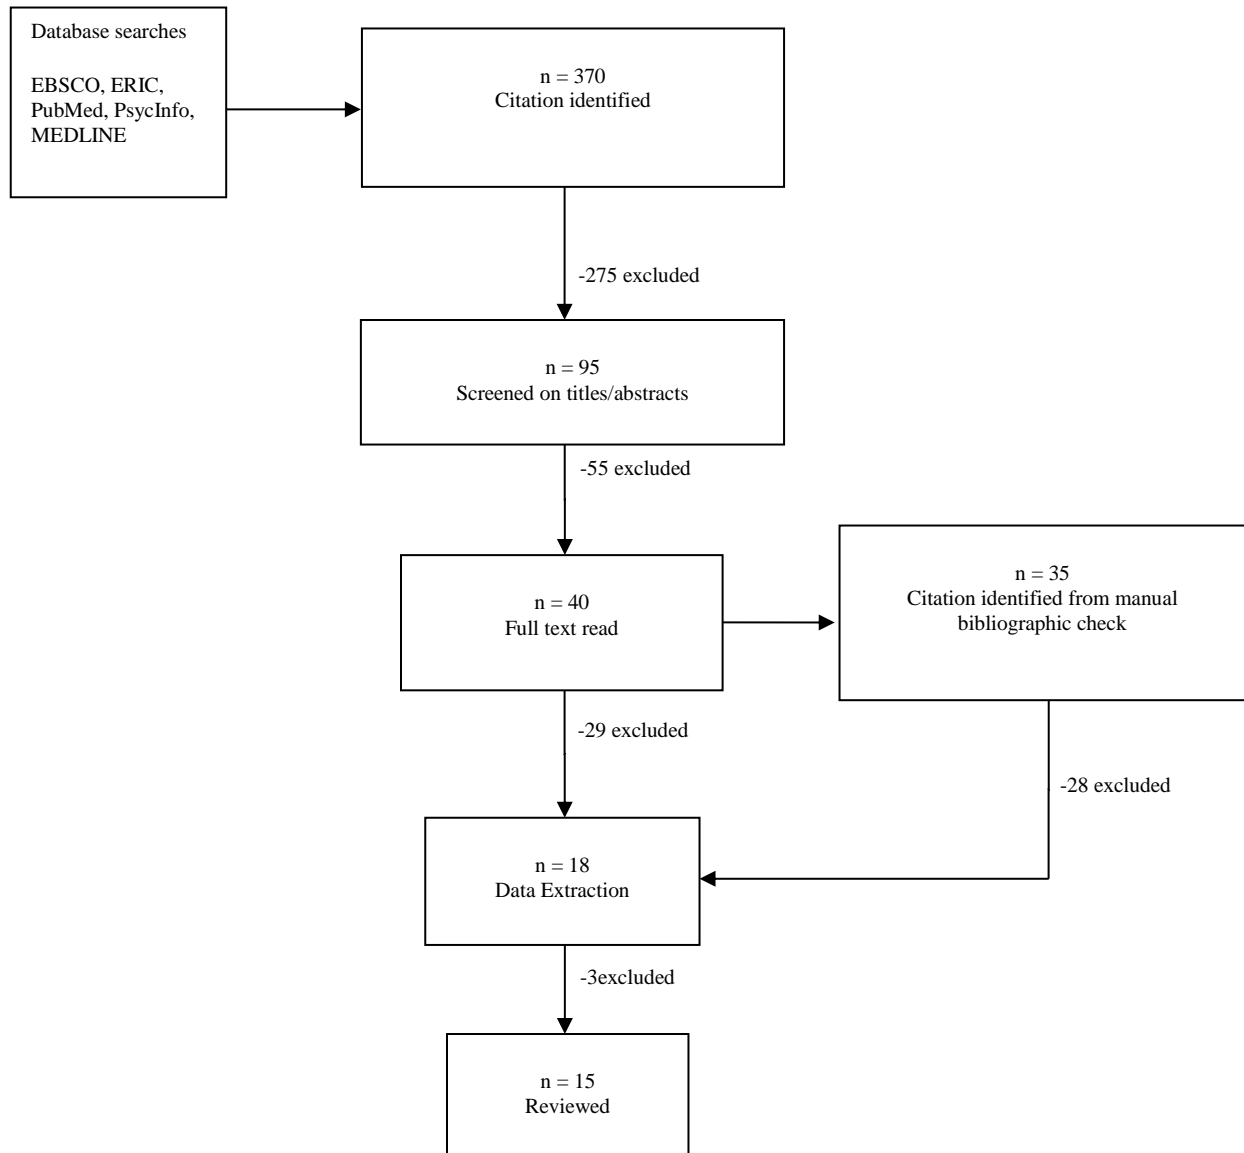 Database searches
EBSCO, ERIC,
PubMed, PsycInfo,
MEDLINE
n = 370
Citation identified
-275 excluded
n = 95
Screened on titles/abstracts
-55 excluded
n = 40
Full text read
n = 35
Citation identified from manual
bibliographic check
-29 excluded
-28 excluded
n = 18
Data Extraction
-3excluded
n = 15
Reviewed